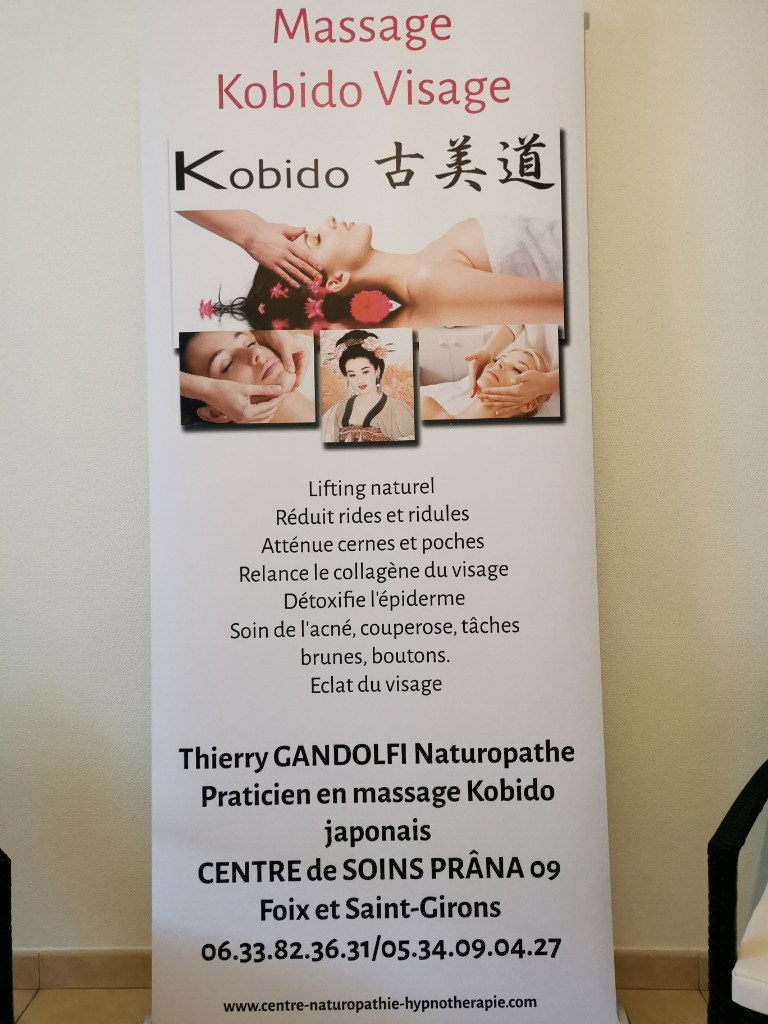 Massage
Kobido Visage
Kobido 古美道
Lifting naturel
Réduit rides et ridules
Atténue cernes et poches
Relance le collagène du visage
Détoxifie l'épiderme
Soin de l'acné, couperose, tâches
brunes, boutons.
Eclat du visage
Thierry GANDOLFI Naturopathe
Praticien en massage Kobido
japonais
CENTRE de SOINS PRÂNA 09
Foix et Saint-Girons
06.33.82.36.31/05.34.09.04.27
www.centre-naturopathie-hypnotherapie.com